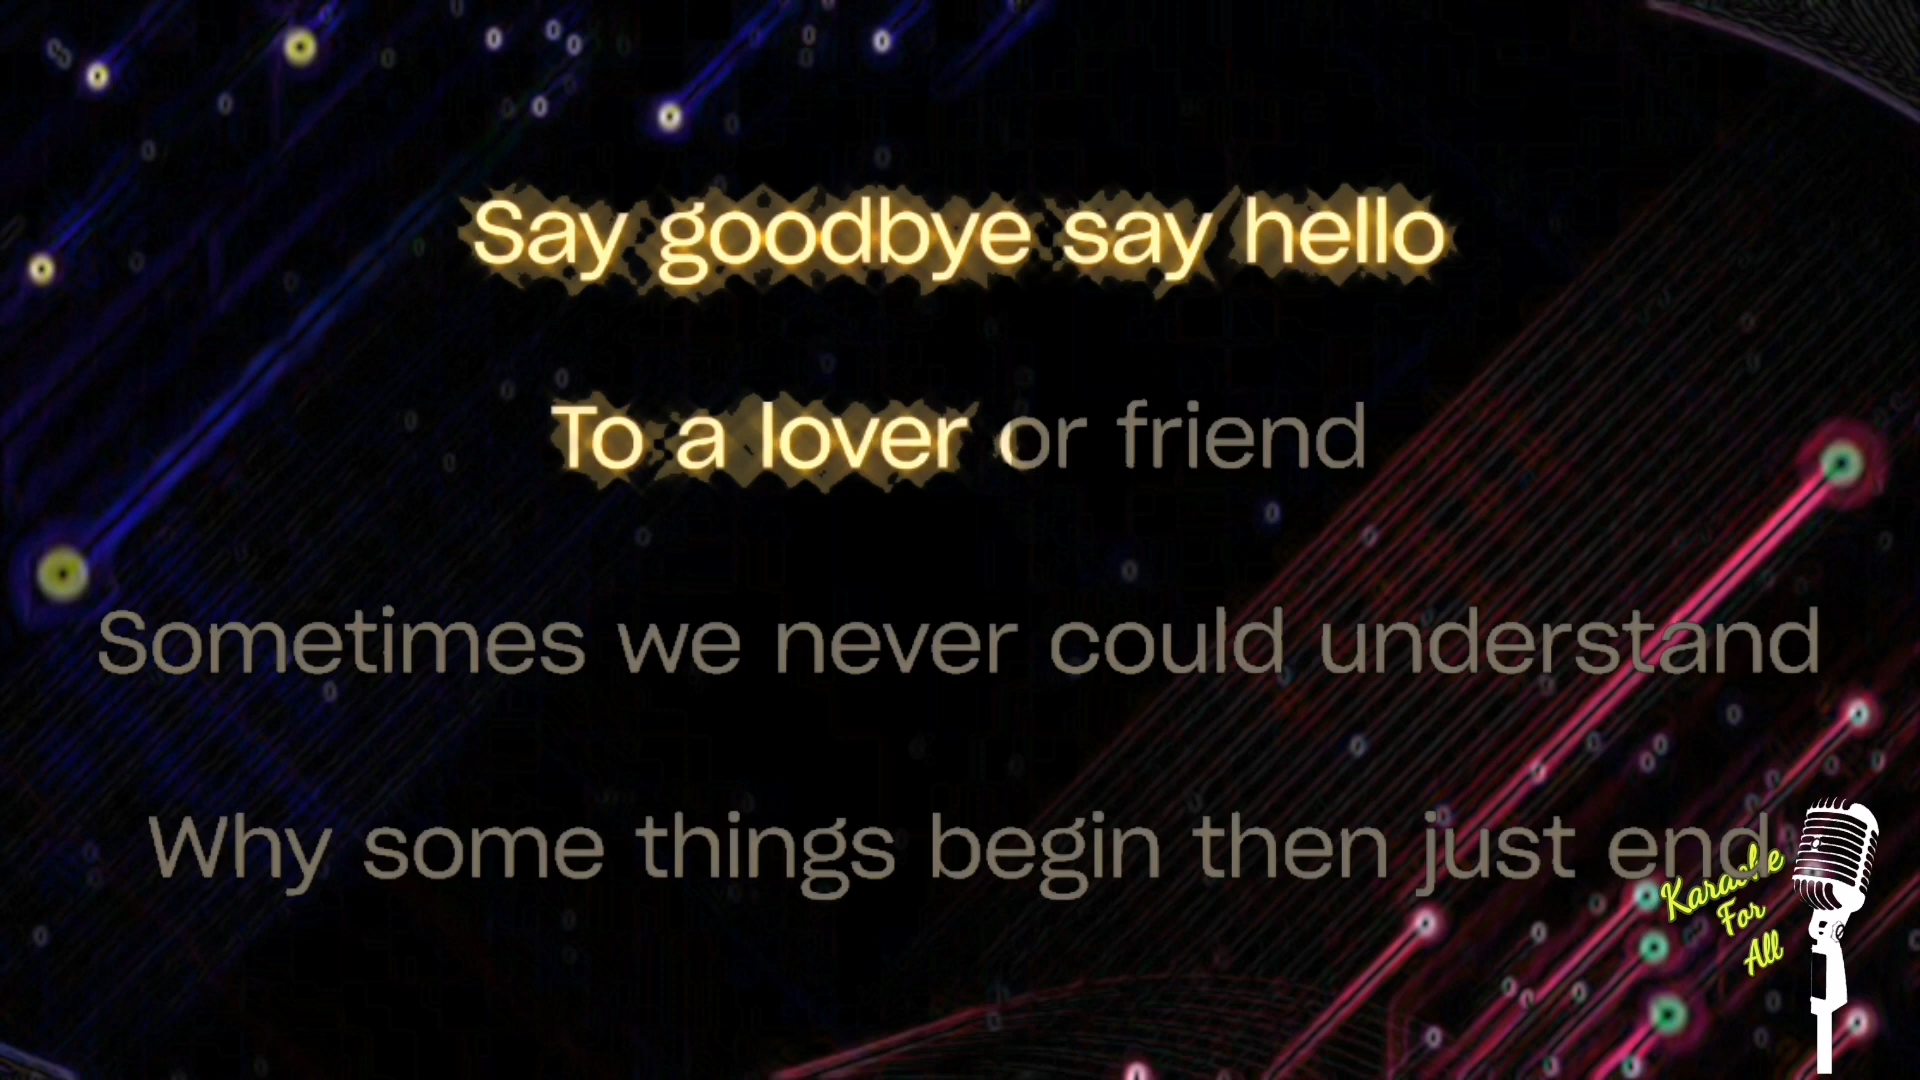 Say goodbye say hello
To a lover or friend
Sometimes we never could understand
Why some things begin then just end
Karaoke
For
All